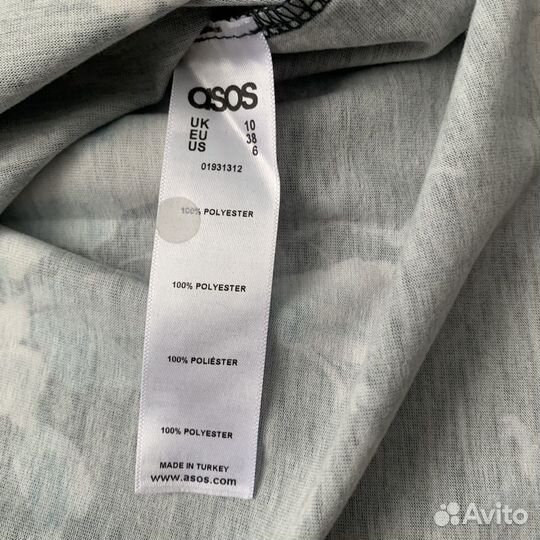 asos
UK 10
EU 38
US 6
01931312
100% POLYESTER
100% POLYESTER
100% POLIÉSTER
100% POLYESTER
MADE IN TURKEY
www.asos.com
Avito